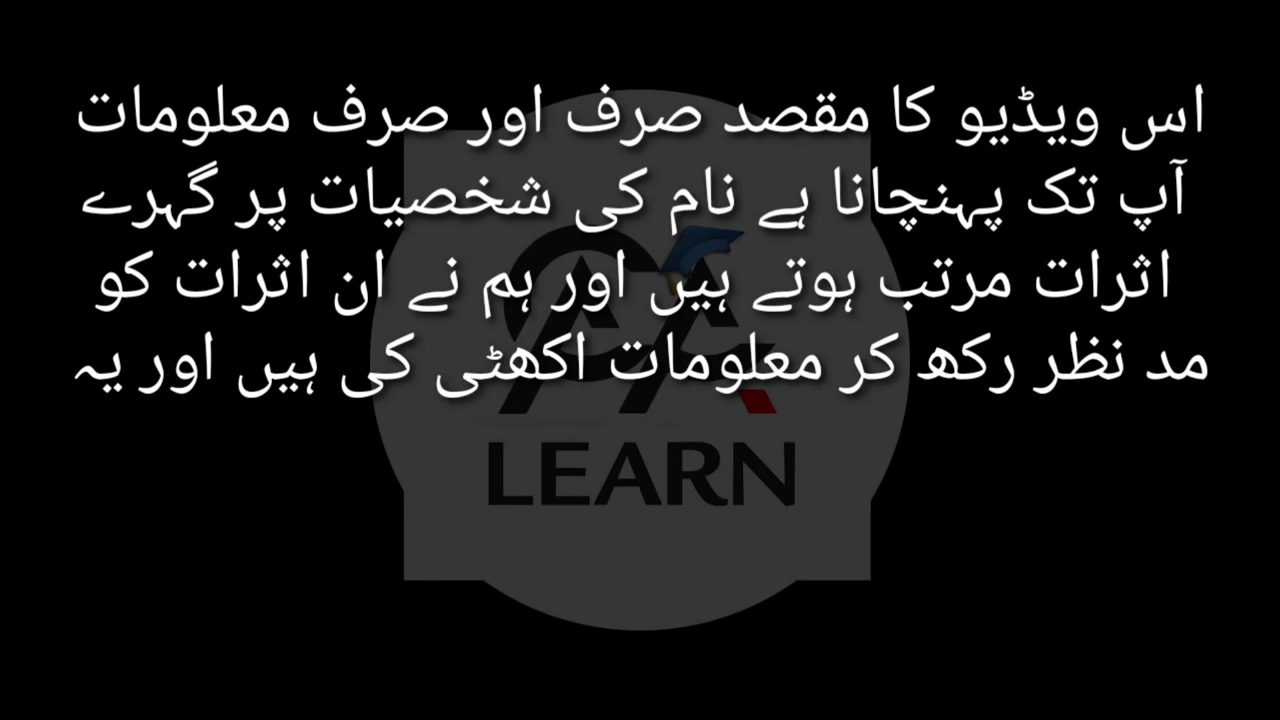 اس ویڈیو کا مقصد صرف اور صرف معلومات
آپ تک پہنچانا ہے نام کی شخصیات پر گہرے
اثرات مرتب ہوتے ہیں اور ہم نے ان اثرات کو
مد نظر رکھ کر معلومات اکھٹی کی ہیں اور یہ
LEARN